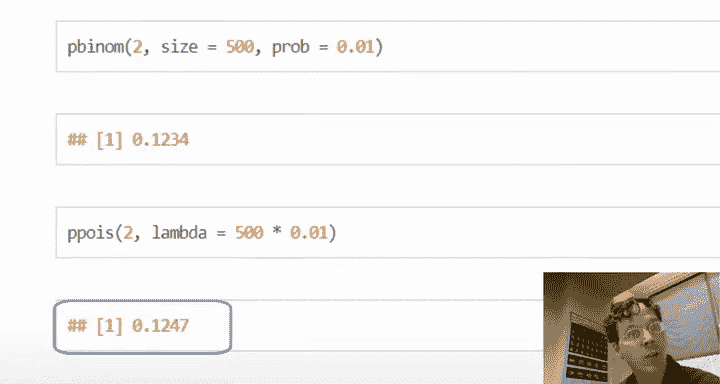 pbinom(2, size = 500, prob = 0.01)
## [1] 0.1234
ppois(2, lambda = 500 * 0.01)
## [1] 0.1247